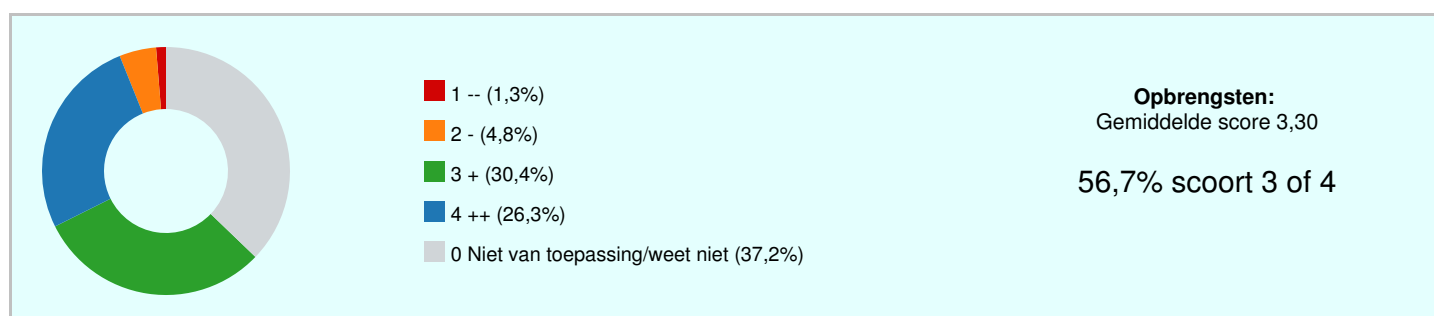 1 -- (1,3%)
2 - (4,8%)
3 + (30,4%)
4 ++ (26,3%)
0 Niet van toepassing/weet niet (37,2%)
Opbrengsten:
Gemiddelde score 3,30
56,7% scoort 3 of 4